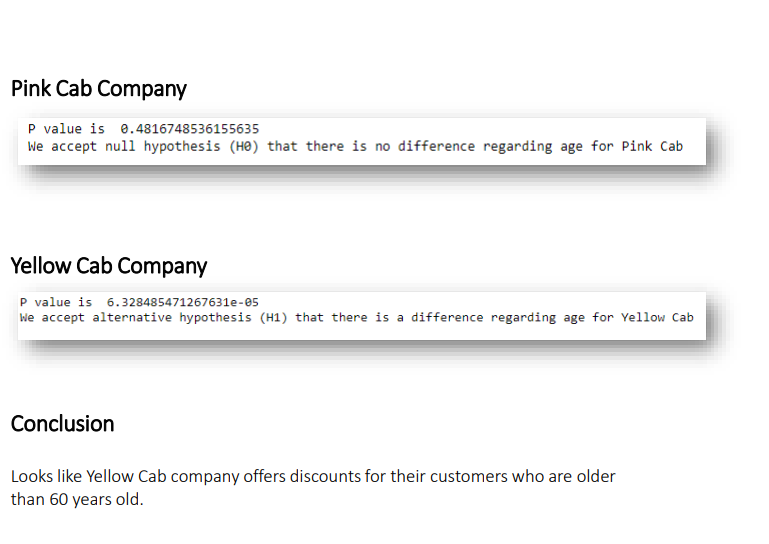 Pink Cab Company
P value is 0.4816748536155635
We accept null hypothesis (H0) that there is no difference regarding age for Pink Cab
Yellow Cab Company
P value is 6.328485471267631e-05
We accept alternative hypothesis (H1) that there is a difference regarding age for Yellow Cab
Conclusion
Looks like Yellow Cab company offers discounts for their customers who are older
than 60 years old.